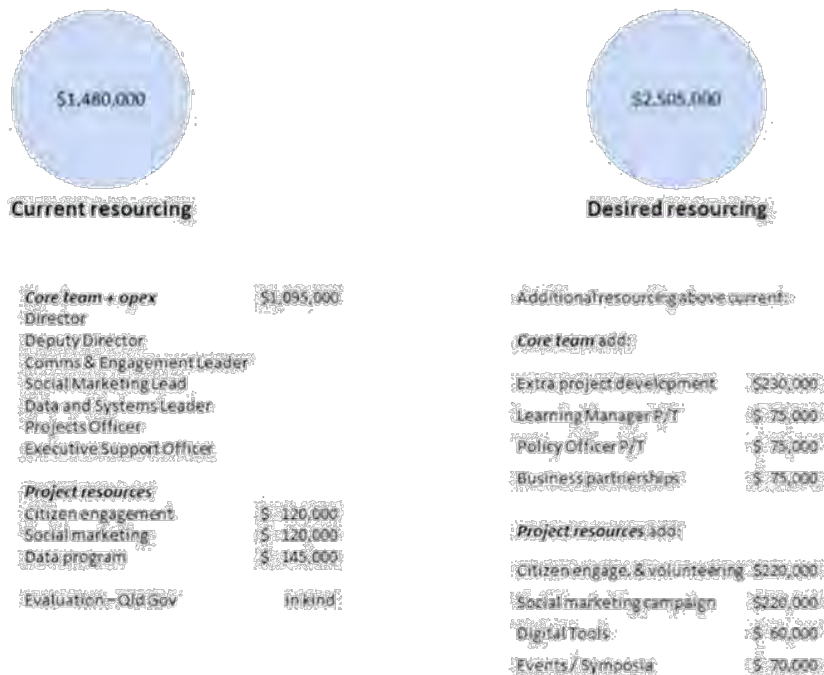 $1,480,000
Current resourcing
Core team + opex $1,095,000
Director
Deputy Director
Comms & Engagement Leader
Social Marketing Lead
Data and Systems Leader
Projects Officer
Executive Support Officer
Project resources
Citizen engagement $ 120,000
Social marketing $ 120,000
Data program $ 145,000
Evaluation – Qld Gov in kind
$2,505,000
Desired resourcing
Additional resourcing above current:
Core team add:
Extra project development $230,000
Learning Manager P/T $ 75,000
Policy Officer P/T $ 75,000
Business partnerships $ 75,000
Project resources add:
Citizen engage. & volunteering $220,000
Social marketing campaign $220,000
Digital Tools $ 60,000
Events / Symposia $ 70,000